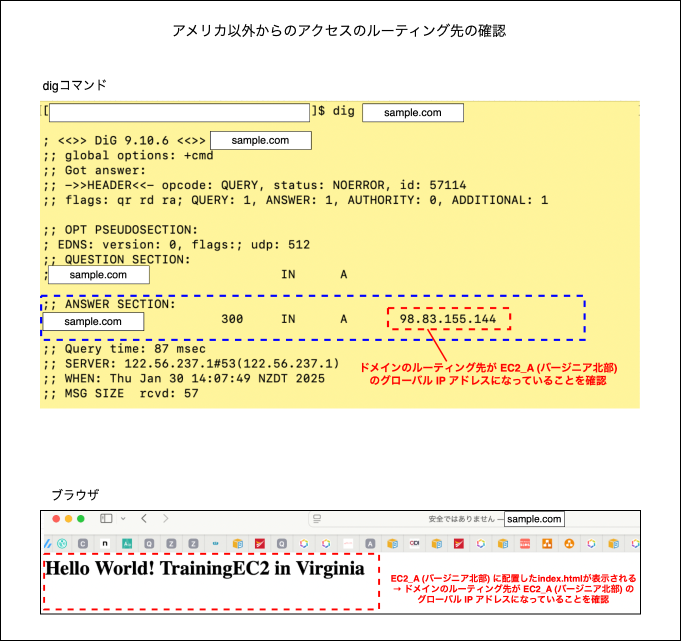 アメリカ以外からのアクセスのルーティング先の確認
digコマンド
[ ]$ dig sample.com
; <<>> DiG 9.10.6 <<>> sample.com
;; global options: +cmd
;; Got answer:
;; ->>HEADER<<- opcode: QUERY, status: NOERROR, id: 57114
;; flags: qr rd ra; QUERY: 1, ANSWER: 1, AUTHORITY: 0, ADDITIONAL: 1
;; OPT PSEUDOSECTION:
; EDNS: version: 0, flags:; udp: 512
;; QUESTION SECTION:
; sample.com IN A
;; ANSWER SECTION:
sample.com 300 IN A 98.83.155.144
;; Query time: 87 msec
;; SERVER: 122.56.237.1#53(122.56.237.1)
;; WHEN: Thu Jan 30 14:07:49 NZDT 2025
;; MSG SIZE rcvd: 57
ドメインのルーティング先が EC2_A (バージニア北部)
のグローバル IP アドレスになっていることを確認
ブラウザ
安全ではありません — sample.com
Hello World! TrainingEC2 in Virginia
EC2_A (バージニア北部) に配置したindex.htmlが表示される
→ ドメインのルーティング先が EC2_A (バージニア北部) の
グローバル IP アドレスになっていることを確認